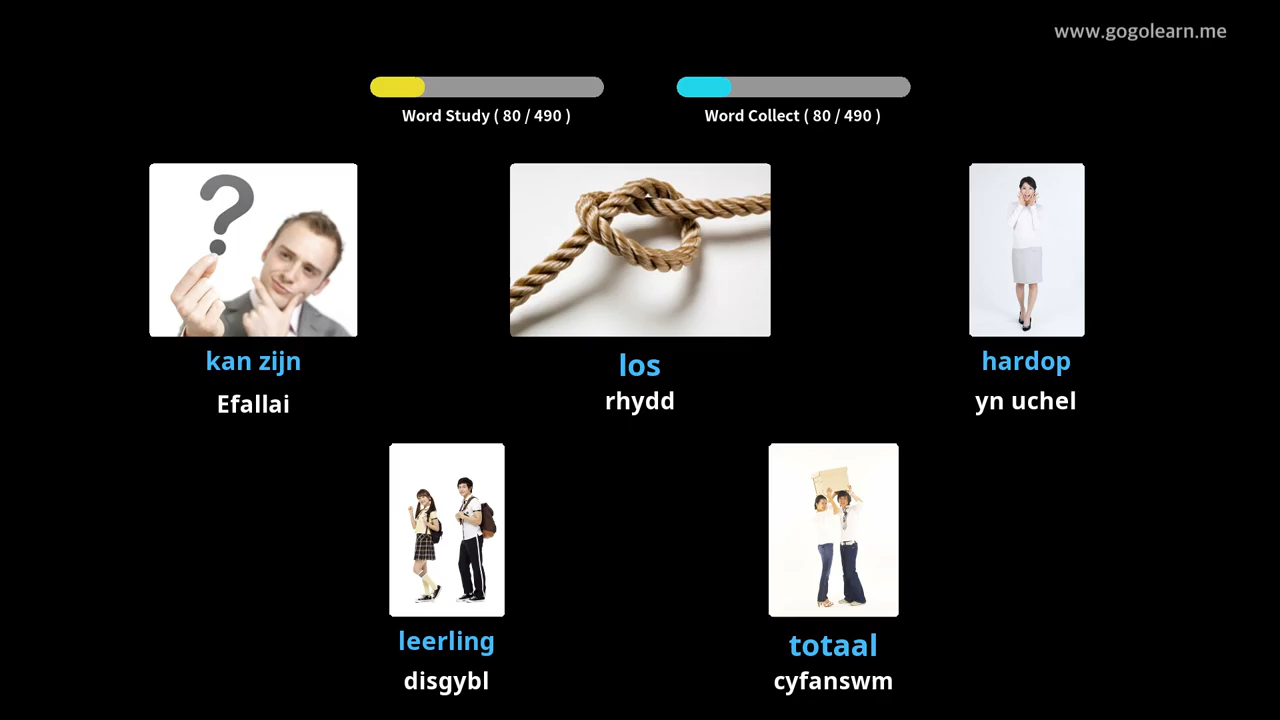 www.gogolearn.me
Word Study ( 80 / 490 )
Word Collect ( 80 / 490 )
kan zijn
Efallai
los
rhydd
hardop
yn uchel
leerling
disgybl
totaal
cyfanswm